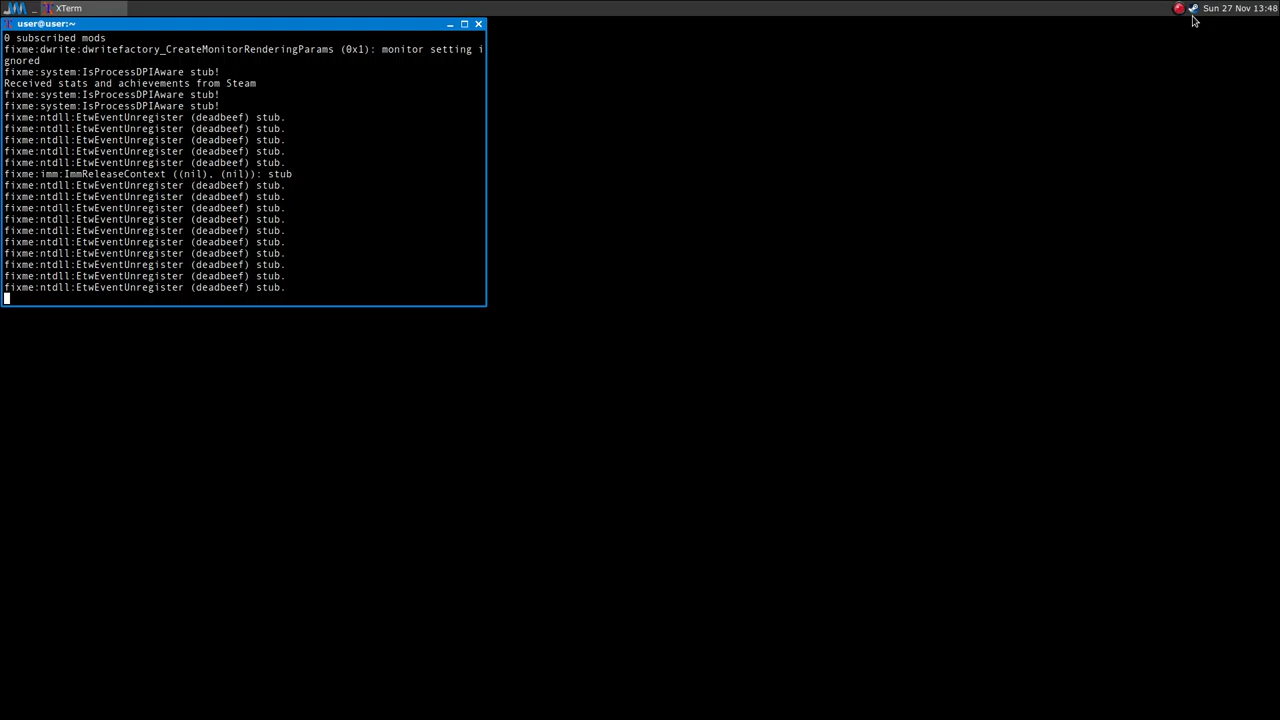 XTerm
Sun 27 Nov 13:48
user@user:~
0 subscribed mods
fixme:dwrite:dwritefactory_CreateMonitorRenderingParams (0x1): monitor setting i
gnored
fixme:system:IsProcessDPIAware stub!
Received stats and achievements from Steam
fixme:system:IsProcessDPIAware stub!
fixme:system:IsProcessDPIAware stub!
fixme:ntdll:EtwEventUnregister (deadbeef) stub.
fixme:ntdll:EtwEventUnregister (deadbeef) stub.
fixme:ntdll:EtwEventUnregister (deadbeef) stub.
fixme:ntdll:EtwEventUnregister (deadbeef) stub.
fixme:ntdll:EtwEventUnregister (deadbeef) stub.
fixme:imm:ImmReleaseContext ((nil), (nil)): stub
fixme:ntdll:EtwEventUnregister (deadbeef) stub.
fixme:ntdll:EtwEventUnregister (deadbeef) stub.
fixme:ntdll:EtwEventUnregister (deadbeef) stub.
fixme:ntdll:EtwEventUnregister (deadbeef) stub.
fixme:ntdll:EtwEventUnregister (deadbeef) stub.
fixme:ntdll:EtwEventUnregister (deadbeef) stub.
fixme:ntdll:EtwEventUnregister (deadbeef) stub.
fixme:ntdll:EtwEventUnregister (deadbeef) stub.
fixme:ntdll:EtwEventUnregister (deadbeef) stub.
fixme:ntdll:EtwEventUnregister (deadbeef) stub.